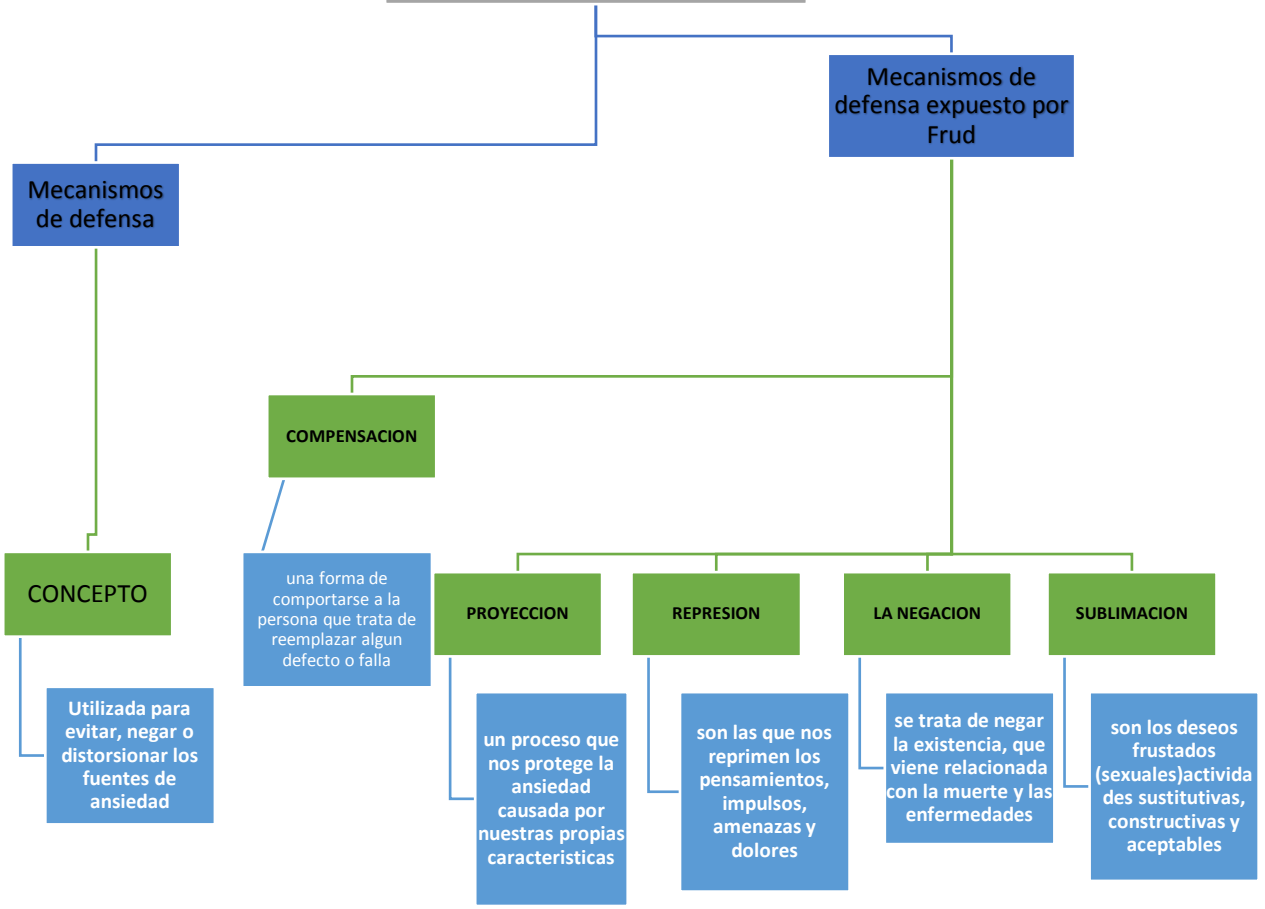 Mecanismos de
defensa expuesto por
Frud
Mecanismos
de defensa
COMPENSACION
CONCEPTO
una forma de
comportarse a la
persona que trata de
reemplazar algun
defecto o falla
PROYECCION
REPRESION
LA NEGACION
SUBLIMACION
Utilizada para
evitar, negar o
distorsionar los
fuentes de
ansiedad
un proceso que
nos protege la
ansiedad
causada por
nuestras propias
caracteristicas
son las que nos
reprimen los
pensamientos,
impulsos,
amenazas y
dolores
se trata de negar
la existencia, que
viene relacionada
con la muerte y las
enfermedades
son los deseos
frustados
(sexuales)activida
des sustitutivas,
constructivas y
aceptables